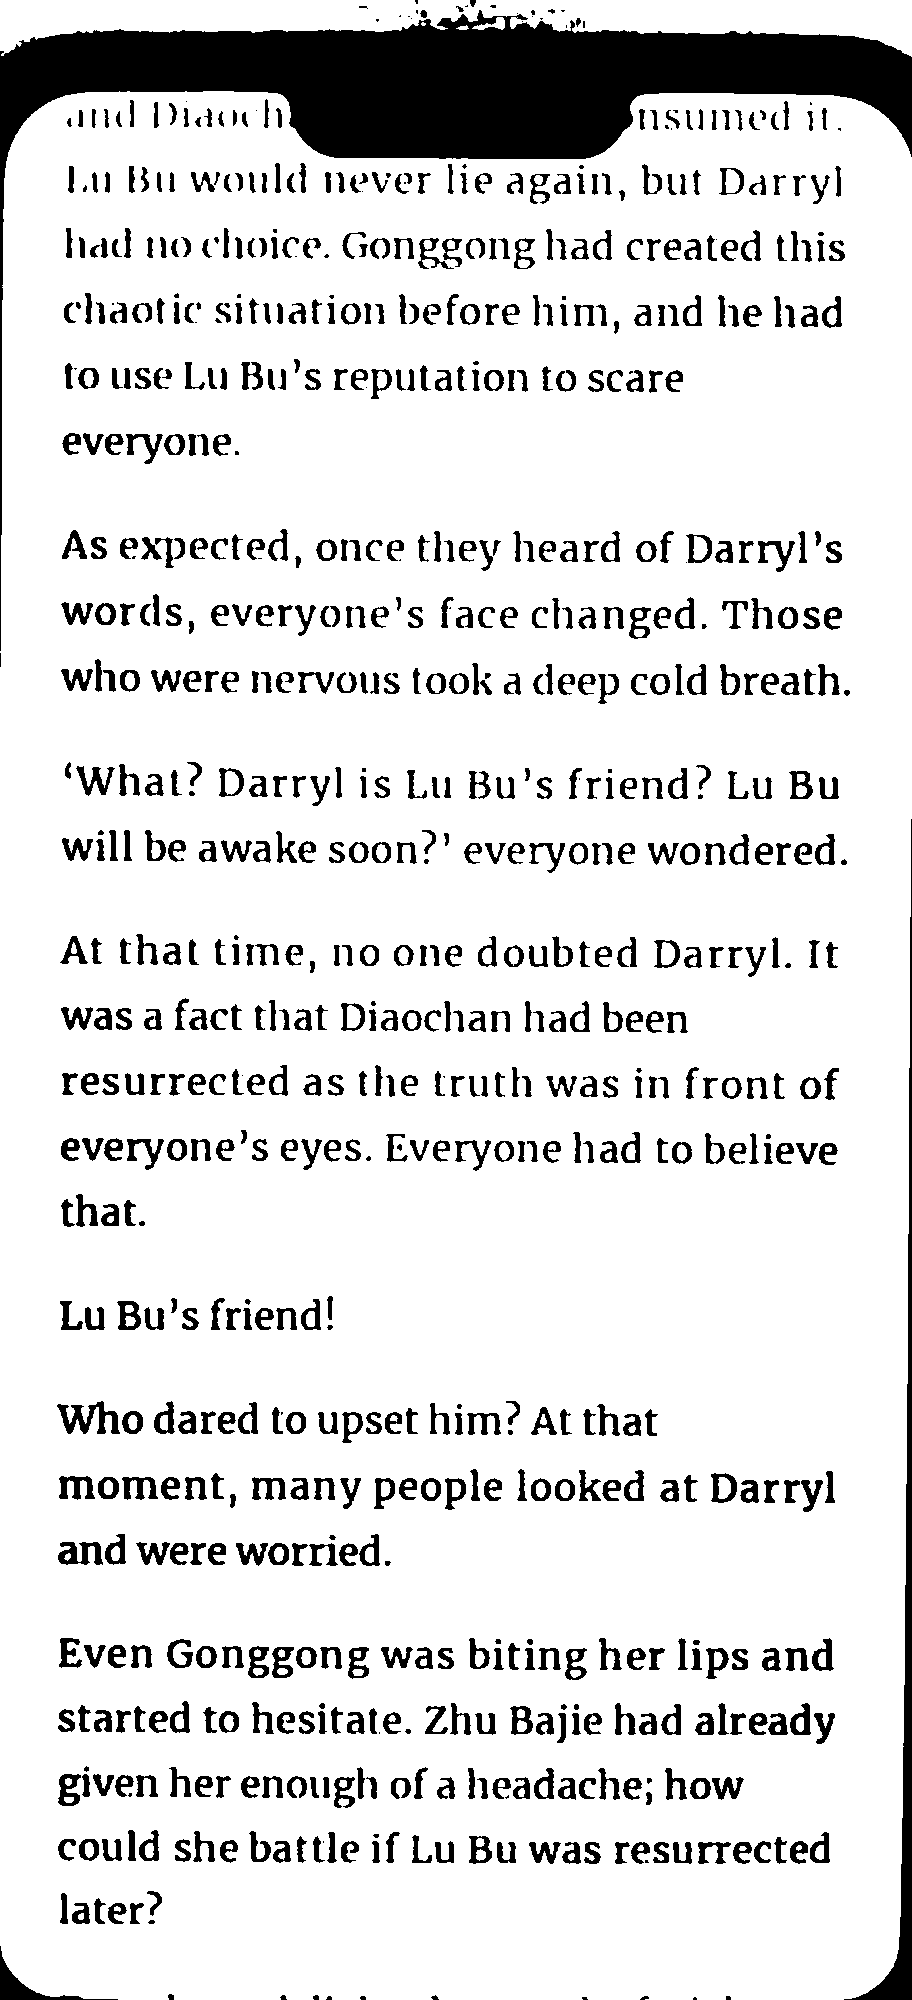 and nsumed it.
Lu Bu would never lie again, but Darryl
had no choice. Gonggong had created this
chaotic situation before him, and he had
to use Lu Bu's reputation to scare
everyone.
As expected, once they heard of Darryl's
words, everyone's face changed. Those
who were nervous took a deep cold breath.
‘What? Darryl is Lu Bu's friend? Lu Bu
will be awake soon?’ everyone wondered.
At that time, no one doubted Darryl. It
was a fact that Diaochan had been
resurrected as the truth was in front of
everyone's eyes. Everyone had to believe
that.
Lu Bu's friend!
Who dared to upset him? At that
moment, many people looked at Darryl
and were worried.
Even Gonggong was biting her lips and
started to hesitate. Zhu Bajie had already
given her enough of a headache; how
could she battle if Lu Bu was resurrected
later?